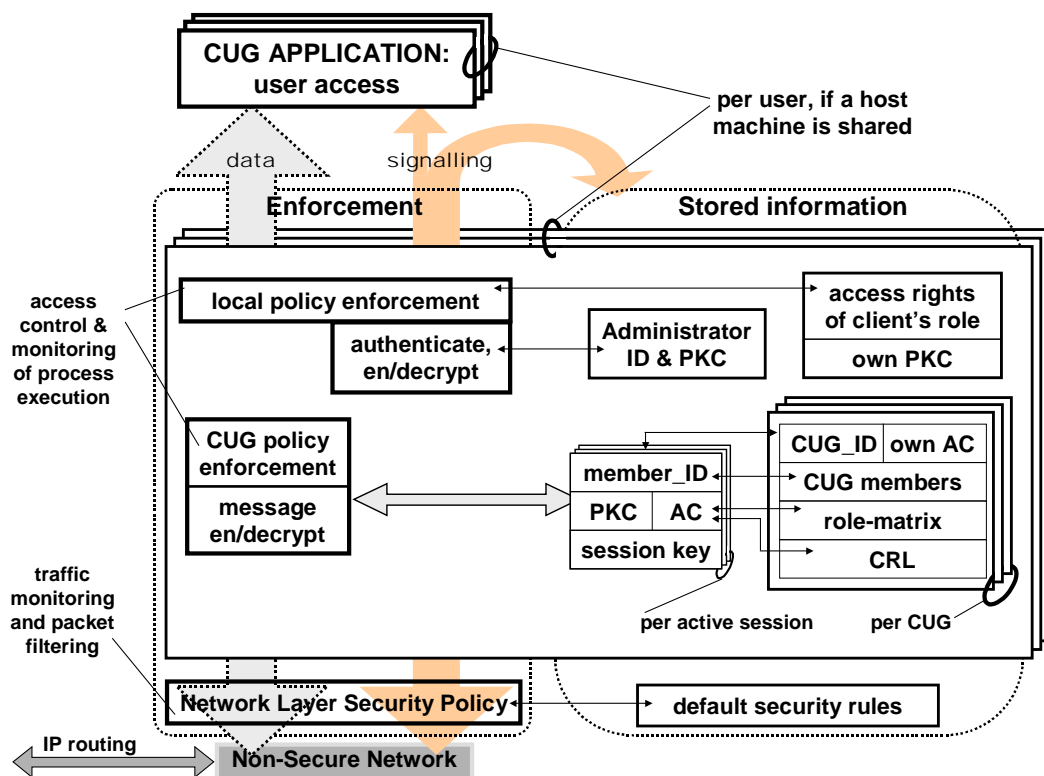 CUG APPLICATION:
user access
per user, if a host
machine is shared
data
signalling
Enforcement
Stored information
access
control &
monitoring
of process
execution
local policy enforcement
access rights
of client's role
own PKC
authenticate,
en/decrypt
Administrator
ID & PKC
CUG policy
enforcement
message
en/decrypt
member_ID
PKC
AC
session key
CUG_ID
own AC
CUG members
role-matrix
CRL
per active session
per CUG
traffic
monitoring
and packet
filtering
Network Layer Security Policy
default security rules
IP routing
Non-Secure Network